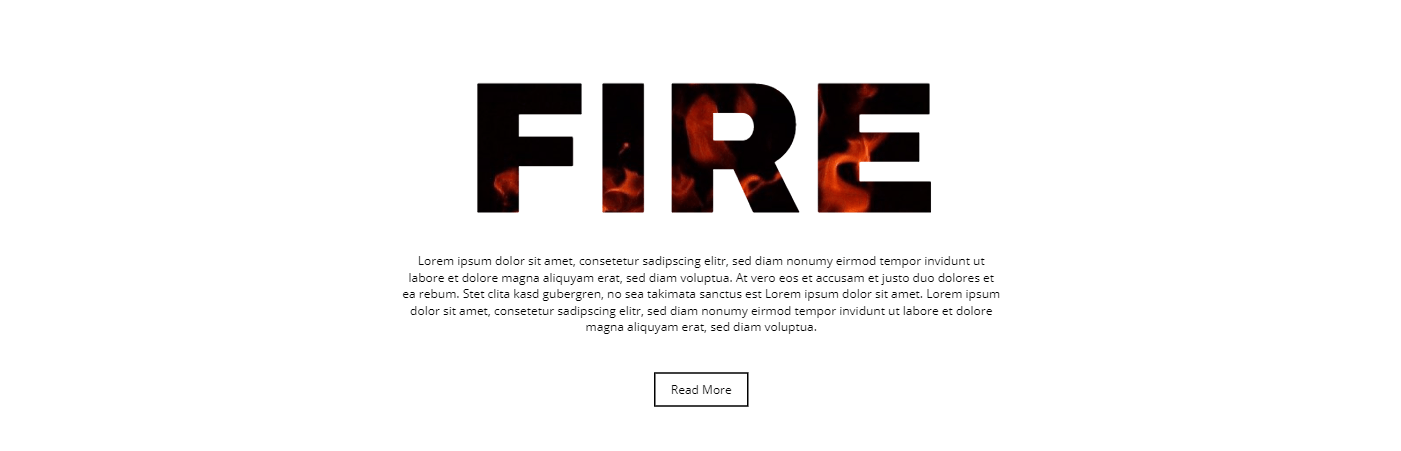 FIRE
Lorem ipsum dolor sit amet, consetetur sadipscing elitr, sed diam nonumy eirmod tempor invidunt ut
labore et dolore magna aliquyam erat, sed diam voluptua. At vero eos et accusam et justo duo dolores et
ea rebum. Stet clita kasd gubergren, no sea takimata sanctus est Lorem ipsum dolor sit amet. Lorem ipsum
dolor sit amet, consetetur sadipscing elitr, sed diam nonumy eirmod tempor invidunt ut labore et dolore
magna aliquyam erat, sed diam voluptua.
Read More